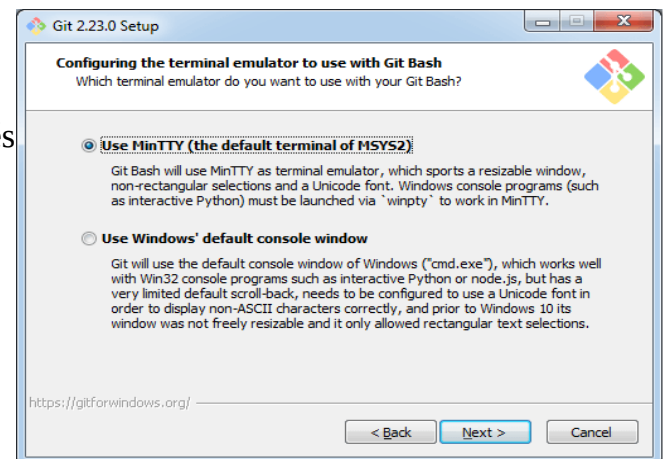 Git 2.23.0 Setup
Configuring the terminal emulator to use with Git Bash
Which terminal emulator do you want to use with your Git Bash?
es
Use MinTTY (the default terminal of MSYS2)
Git Bash will use MinTTY as terminal emulator, which sports a resizable window,
non-rectangular selections and a Unicode font. Windows console programs (such
as interactive Python) must be launched via `winpty` to work in MinTTY.
Use Windows' default console window
Git will use the default console window of Windows ("cmd.exe"), which works well
with Win32 console programs such as interactive Python or node.js, but has a
very limited default scroll-back, needs to be configured to use a Unicode font in
order to display non-ASCII characters correctly, and prior to Windows 10 its
window was not freely resizable and it only allowed rectangular text selections.
https://gitforwindows.org/
< Back Next > Cancel